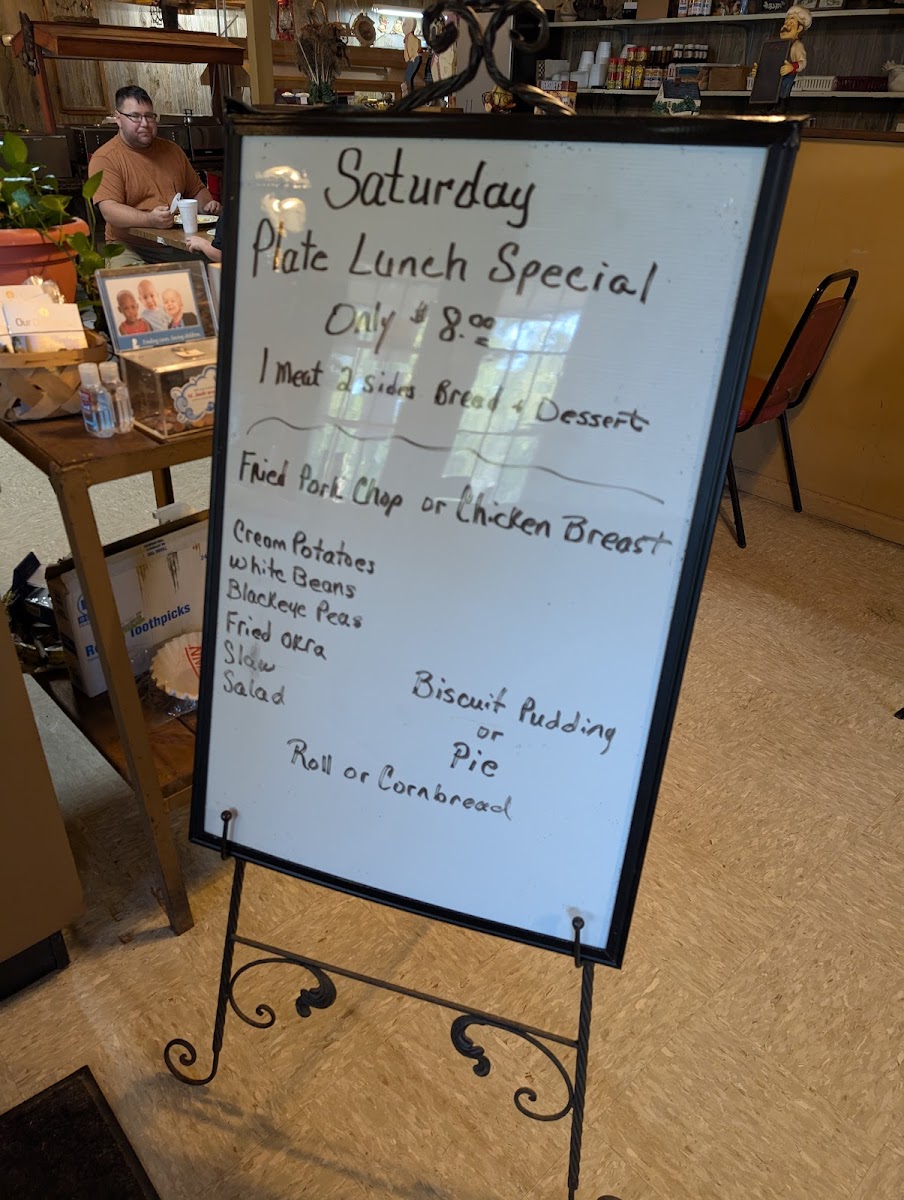 Saturday
Plate Lunch Special
Only $8.00
1 Meat 2 sides Bread & Dessert
Fried Pork Chop or Chicken Breast
Cream Potatoes
White Beans
Blackeye Peas
Fried OKra
Slaw
Salad
Biscuit Pudding
or
Pie
Roll or Cornbread
Toothpicks